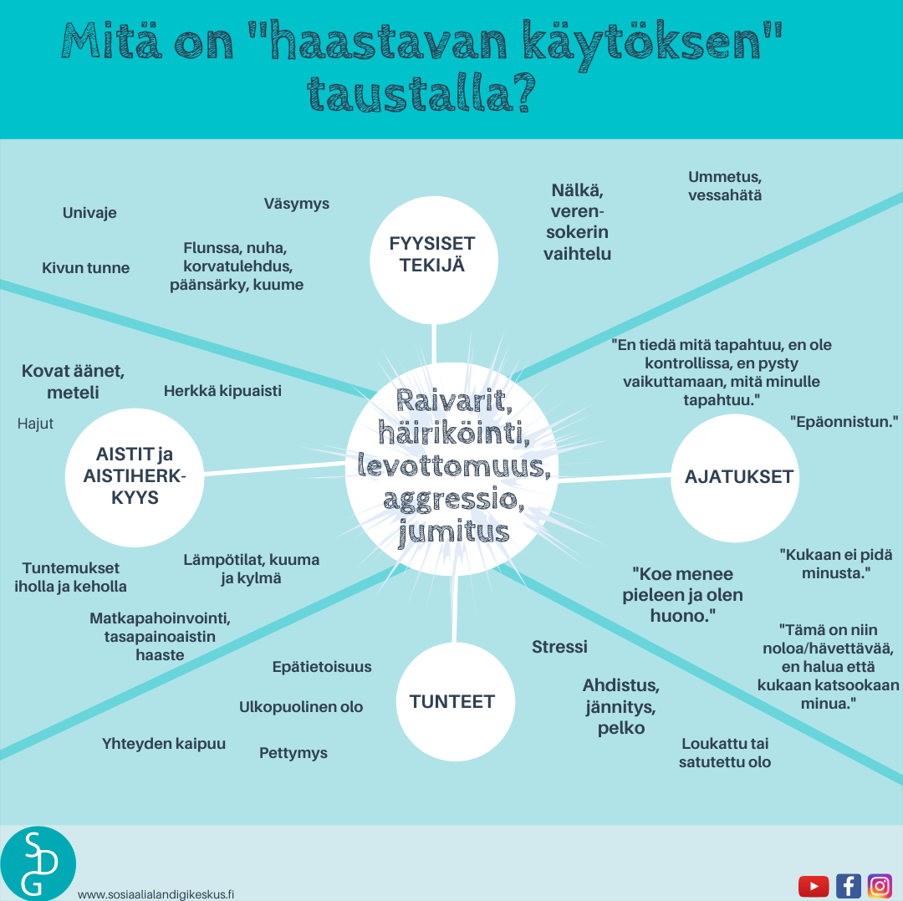 Mitä on "haastavan käytöksen"
taustalla?
Univaje
Väsymys
Kivun tunne
Flunssa, nuha,
korvatulehdus,
päänsärky, kuume
FYYSISET
TEKIJÄ
Nälkä,
veren-
sokerin
vaihtelu
Ummetus,
vessahätä
Kovat äänet,
meteli
Herkkä kipuaisti
Hajut
AISTIT ja
AISTIHERK-
KYYS
Tuntemukset
iholla ja keholla
Lämpötilat, kuuma
ja kylmä
Matkapahoinvointi,
tasapainoaistin
haaste
Raivarit,
häiriköinti,
levottomuus,
aggressio,
jumitus
"En tiedä mitä tapahtuu, en ole
kontrollissa, en pysty
vaikuttamaan, mitä minulle
tapahtuu."
"Epäonnistun."
AJATUKSET
"Kukaan ei pidä
minusta."
"Koe menee
pieleen ja olen
huono."
"Tämä on niin
noloa/hävettävää,
en halua että
kukaan katsookaan
minua."
Epätietoisuus
Ulkopuolinen olo
Yhteyden kaipuu
Pettymys
TUNTEET
Stressi
Ahdistus,
jännitys,
pelko
Loukattu tai
satutettu olo
SDG
www.sosiaalialandigikeskus.fi